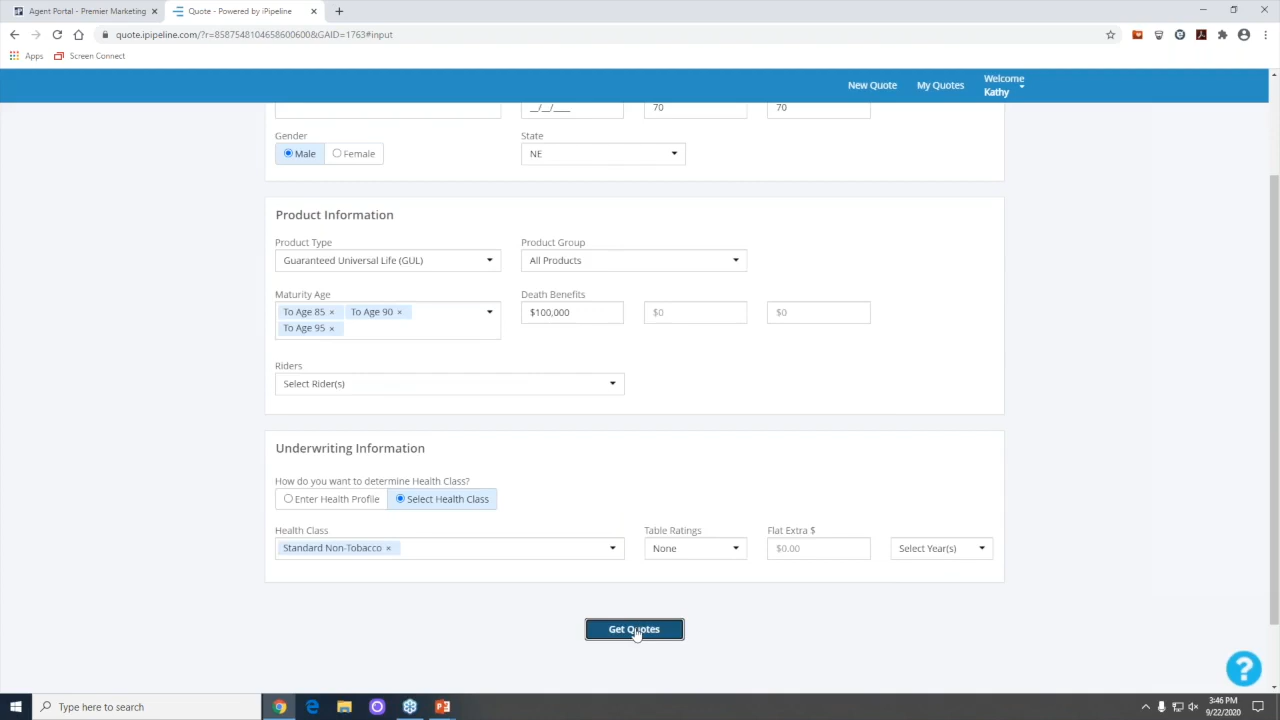 Agent Portal - Premier Marketing
Quote - Powered by iPipeline
quote.ipipeline.com/?r=8587548104658600600&GAID=1763#input
Apps Screen Connect
New Quote My Quotes Welcome
Kathy
__/__/____ 70 70
Gender State
Male Female NE
Product Information
Product Type Product Group
Guaranteed Universal Life (GUL) All Products
Maturity Age Death Benefits
To Age 85 × To Age 90 × $100,000 $0 $0
To Age 95 ×
Riders
Select Rider(s)
Underwriting Information
How do you want to determine Health Class?
Enter Health Profile Select Health Class
Health Class Table Ratings Flat Extra $
Standard Non-Tobacco × None $0.00 Select Year(s)
Get Quotes
?
Type here to search
3:46 PM
9/22/2020